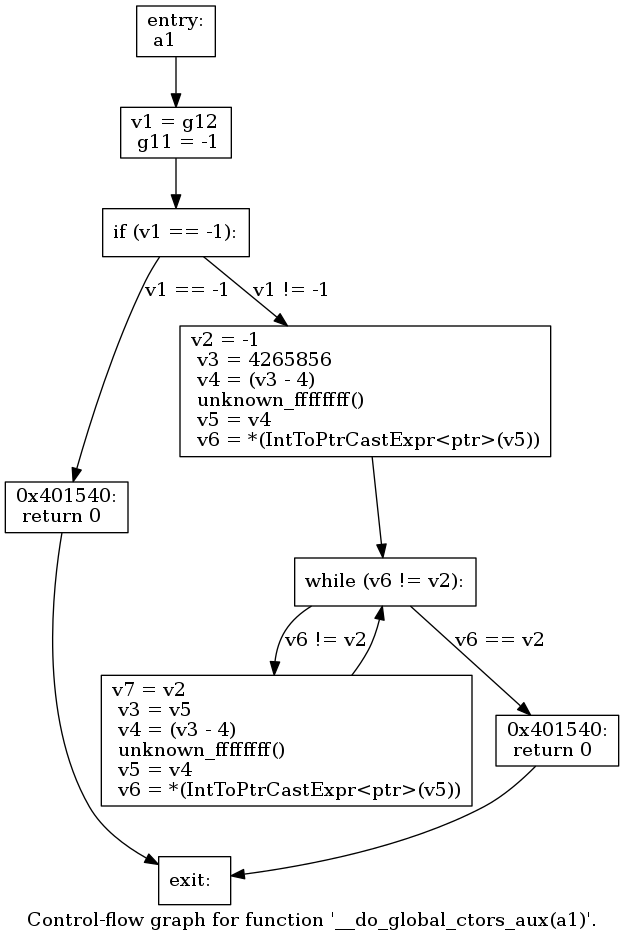 entry:
a1
v1 = g12
g11 = -1
if (v1 == -1):
v1 == -1
v1 != -1
v2 = -1
v3 = 4265856
v4 = (v3 - 4)
unknown_ffffffff()
v5 = v4
v6 = *(IntToPtrCastExpr<ptr>(v5))
0x401540:
return 0
while (v6 != v2):
v6 != v2
v6 == v2
v7 = v2
v3 = v5
v4 = (v3 - 4)
unknown_ffffffff()
v5 = v4
v6 = *(IntToPtrCastExpr<ptr>(v5))
0x401540:
return 0
exit:
Control-flow graph for function '__do_global_ctors_aux(a1)'.